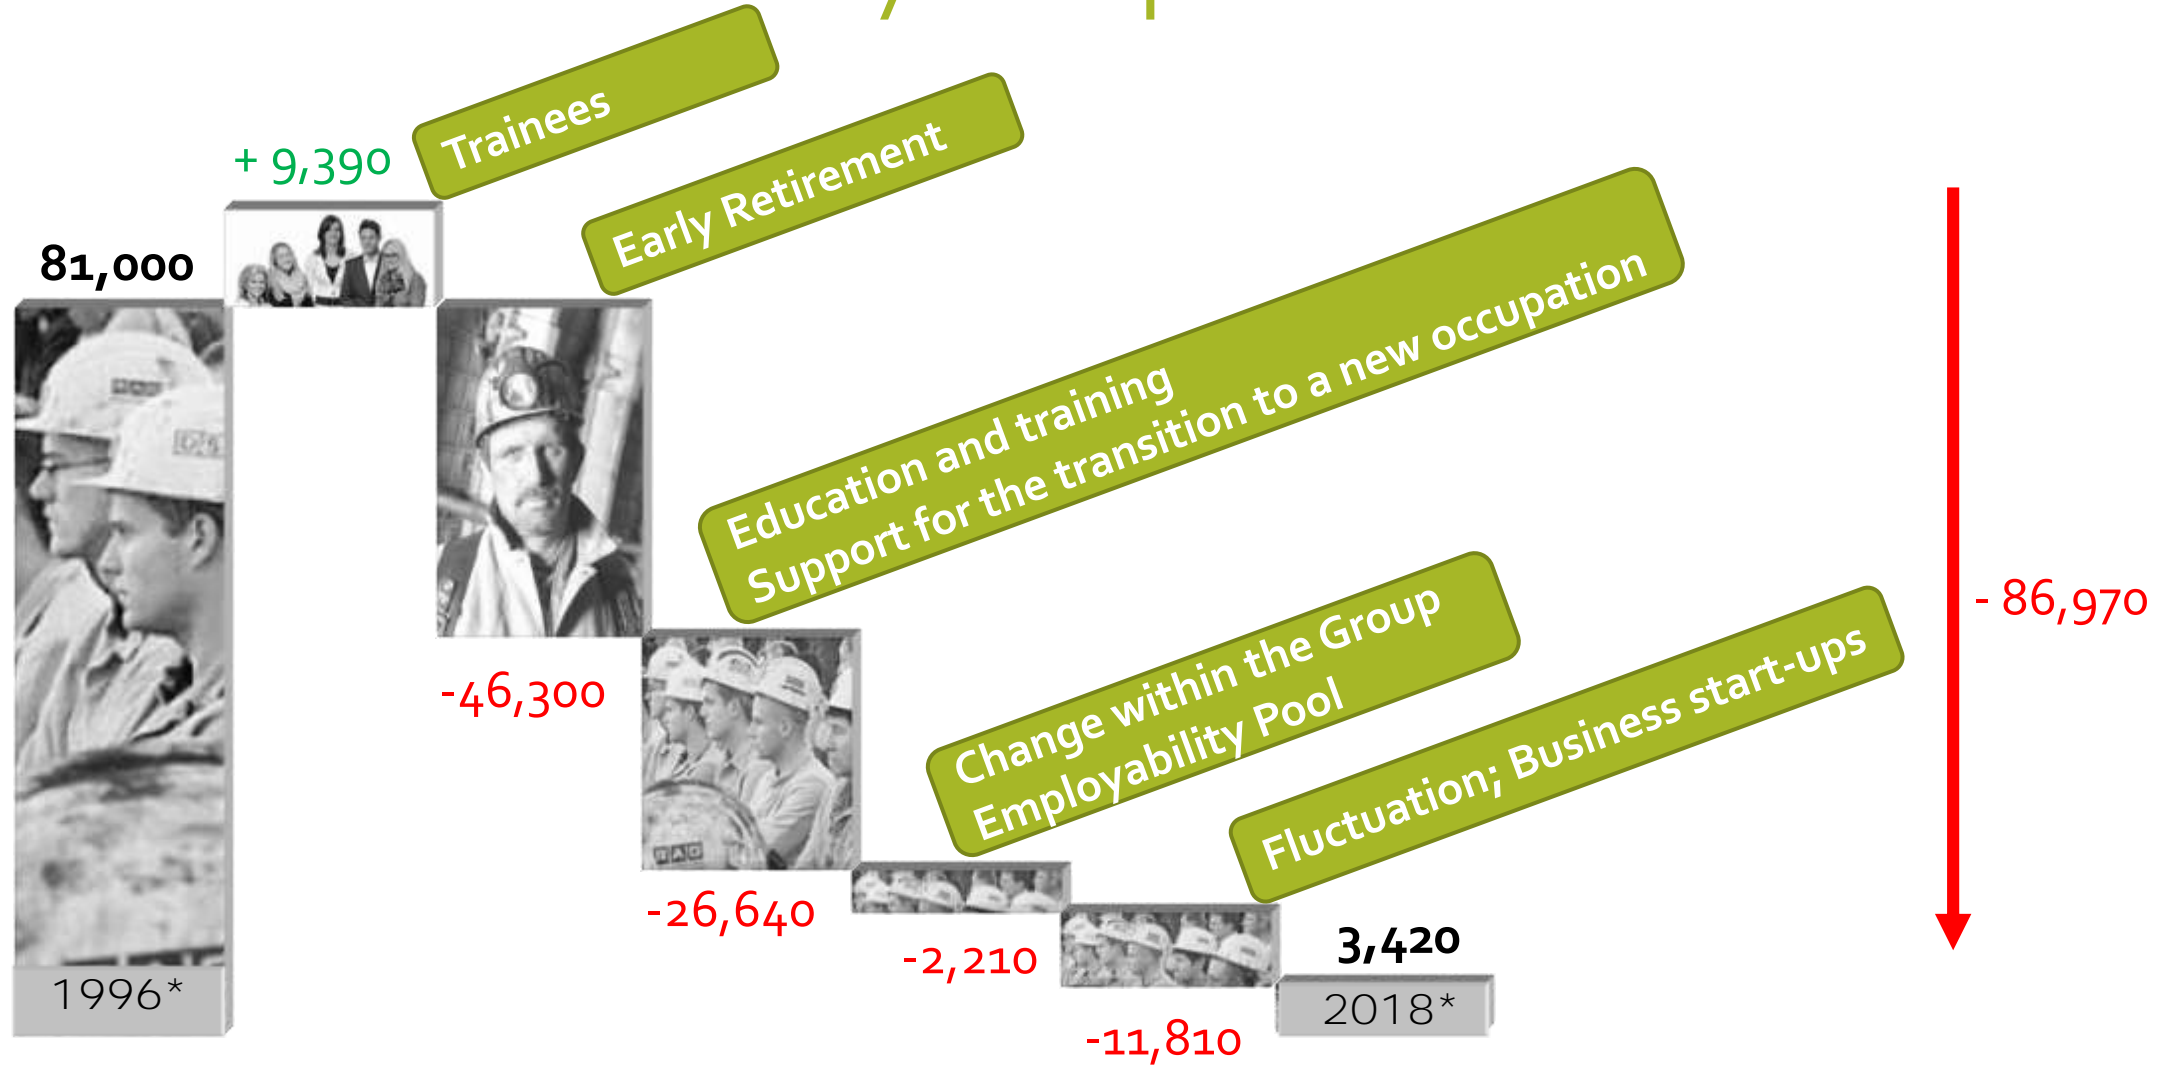 Trainees
+ 9,390
Early Retirement
81,000
Education and training
Support for the transition to a new occupation
- 86,970
-46,300
Change within the Group
Employability Pool
Fluctuation; Business start-ups
RAG
-26,640
-2,210
3,420
1996*
2018*
-11,810